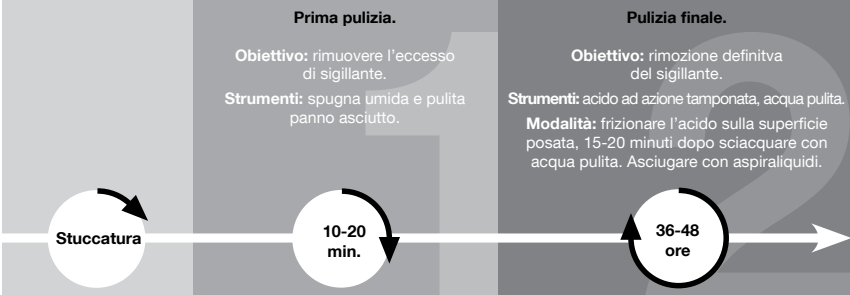 Prima pulizia.
Obiettivo: rimuovere l'eccesso
di sigillante.
Strumenti: spugna umida e pulita
panno asciutto.
1
Pulizia finale.
Obiettivo: rimozione definitva
del sigillante.
Strumenti: acido ad azione tamponata, acqua pulita.
Modalità: frizionare l'acido sulla superficie
posata, 15-20 minuti dopo sciacquare con
acqua pulita. Asciugare con aspiraliquidi.
2
Stuccatura
10-20
min.
36-48
ore